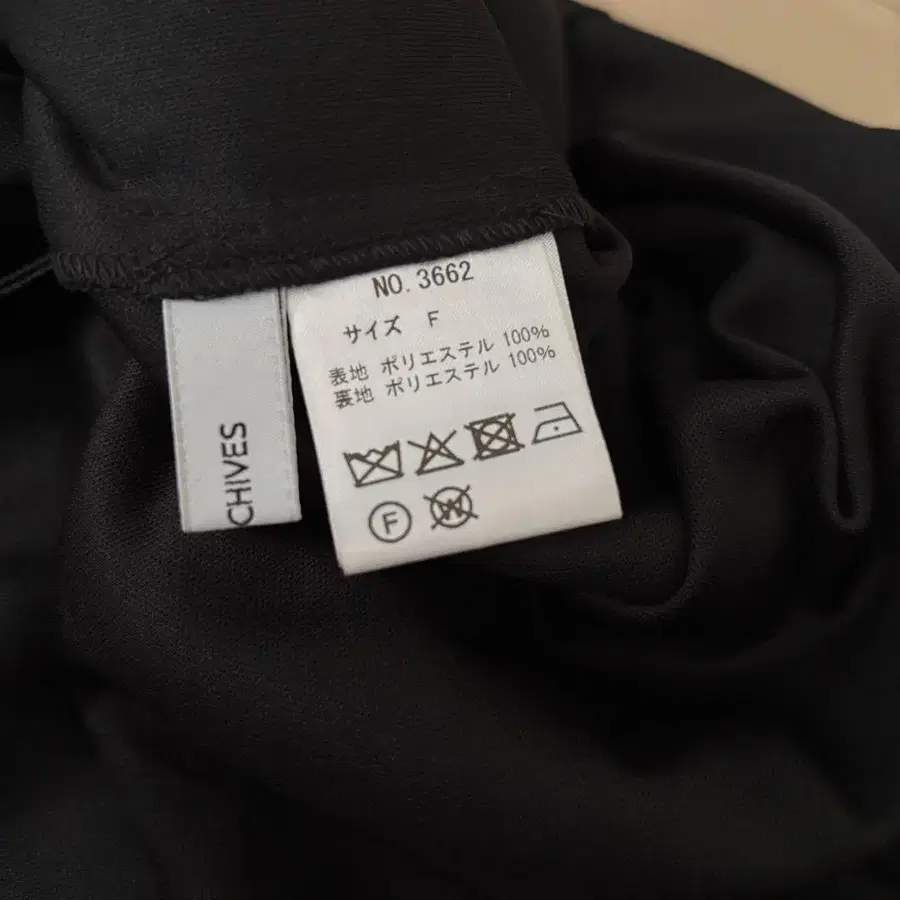 NO. 3662
サイズ F
表地 ポリエステル 100%
裏地 ポリエステル 100%
F
W
CHIVES